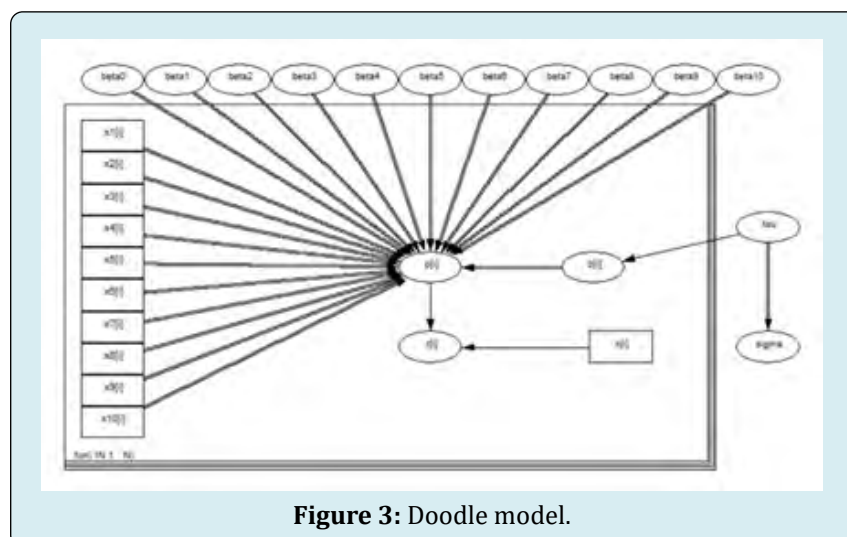 beta0 beta1 beta2 beta3 beta4 beta5 beta6 beta7 beta8 beta9 beta10
x1[i]
x2[i]
x3[i]
x4[i]
x5[i]
x6[i]
x7[i]
x8[i]
x9[i]
x10[i]
tau
p[i] b[i]
r[i] n[i] sigma
for(i IN 1 : N)
Figure 3: Doodle model.